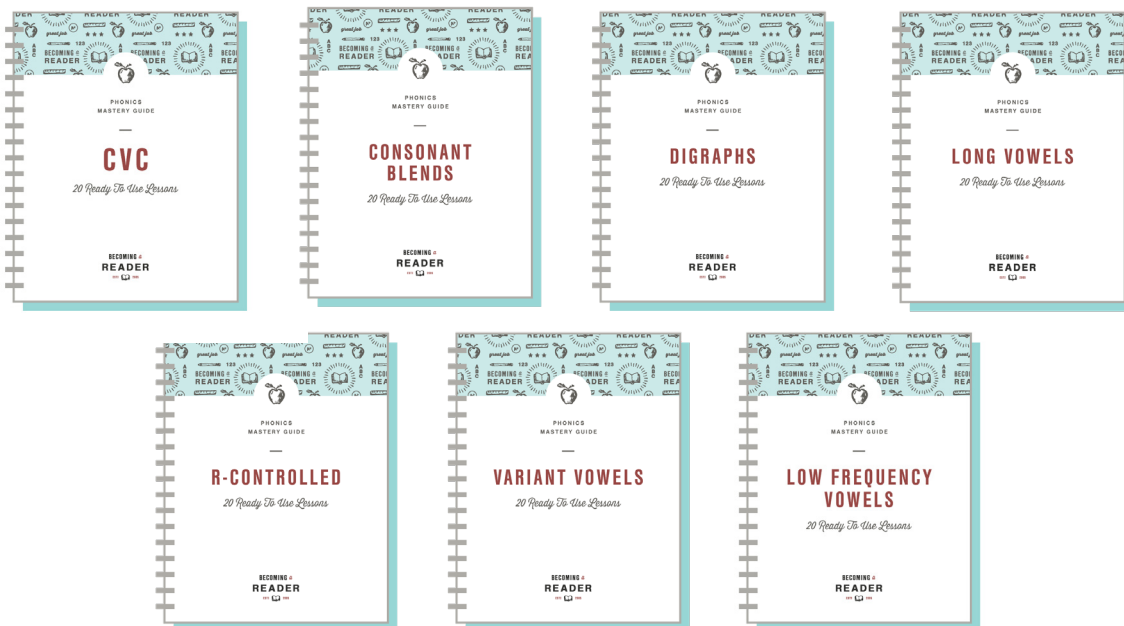 PHONICS
MASTERY GUIDE
CVC
20 Ready To Use Lessons
BECOMING a
READER
PHONICS
MASTERY GUIDE
CONSONANT
BLENDS
20 Ready To Use Lessons
BECOMING a
READER
PHONICS
MASTERY GUIDE
DIGRAPHS
20 Ready To Use Lessons
BECOMING a
READER
PHONICS
MASTERY GUIDE
LONG VOWELS
20 Ready To Use Lessons
BECOMING a
READER
PHONICS
MASTERY GUIDE
R-CONTROLLED
20 Ready To Use Lessons
BECOMING a
READER
PHONICS
MASTERY GUIDE
VARIANT VOWELS
20 Ready To Use Lessons
BECOMING a
READER
PHONICS
MASTERY GUIDE
LOW FREQUENCY
VOWELS
20 Ready To Use Lessons
BECOMING a
READER